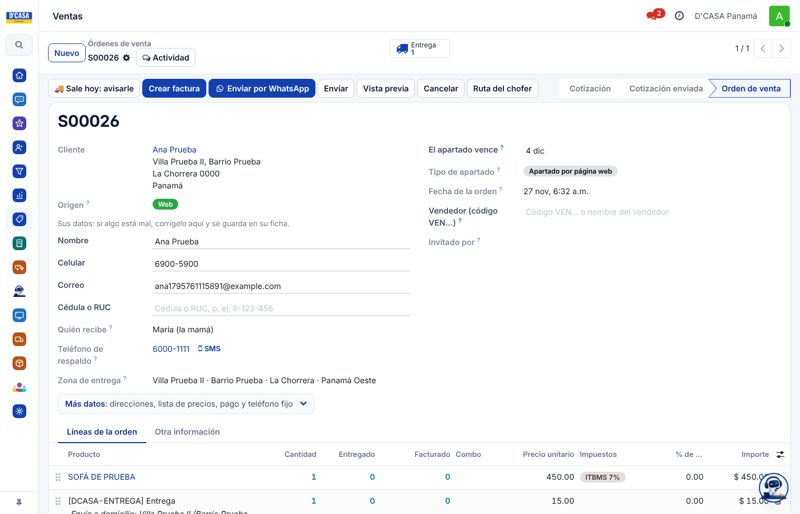 D'CASA
Ventas
2
D'CASA Panamá
A
Nuevo
Órdenes de venta
S00026
Actividad
Entrega
1
1 / 1
Sale hoy: avisarle
Crear factura
Enviar por WhatsApp
Enviar
Vista previa
Cancelar
Ruta del chofer
Cotización
Cotización enviada
Orden de venta
S00026
Cliente
Ana Prueba
Villa Prueba II, Barrio Prueba
La Chorrera 0000
Panamá
Origen ?
Web
Sus datos: si algo está mal, corrígelo aquí y se guarda en su ficha.
Nombre
Ana Prueba
Celular
6900-5900
Correo
ana1795761115891@example.com
Cédula o RUC
Cédula o RUC, p. ej. 8-123-456
Quién recibe ?
María (la mamá)
Teléfono de
respaldo ?
6000-1111
SMS
Zona de entrega ?
Villa Prueba II · Barrio Prueba · La Chorrera · Panamá Oeste
El apartado vence ?
4 dic
Tipo de apartado ?
Apartado por página web
Fecha de la orden ?
27 nov, 6:32 a.m.
Vendedor (código
VEN...) ?
Código VEN... o nombre del vendedor
Invitado por ?
Más datos: direcciones, lista de precios, pago y teléfono fijo
Líneas de la orden
Otra información
Producto Cantidad Entregado Facturado Combo Precio unitario Impuestos % de ... Importe
SOFÁ DE PRUEBA 1 0 0 450.00 ITBMS 7% 0.00 $ 450.00
[DCASA-ENTREGA] Entrega 1 0 0 15.00 0.00 $ 15.00
Envío a domicilio: Villa Prueba II (Barrio Prueba,